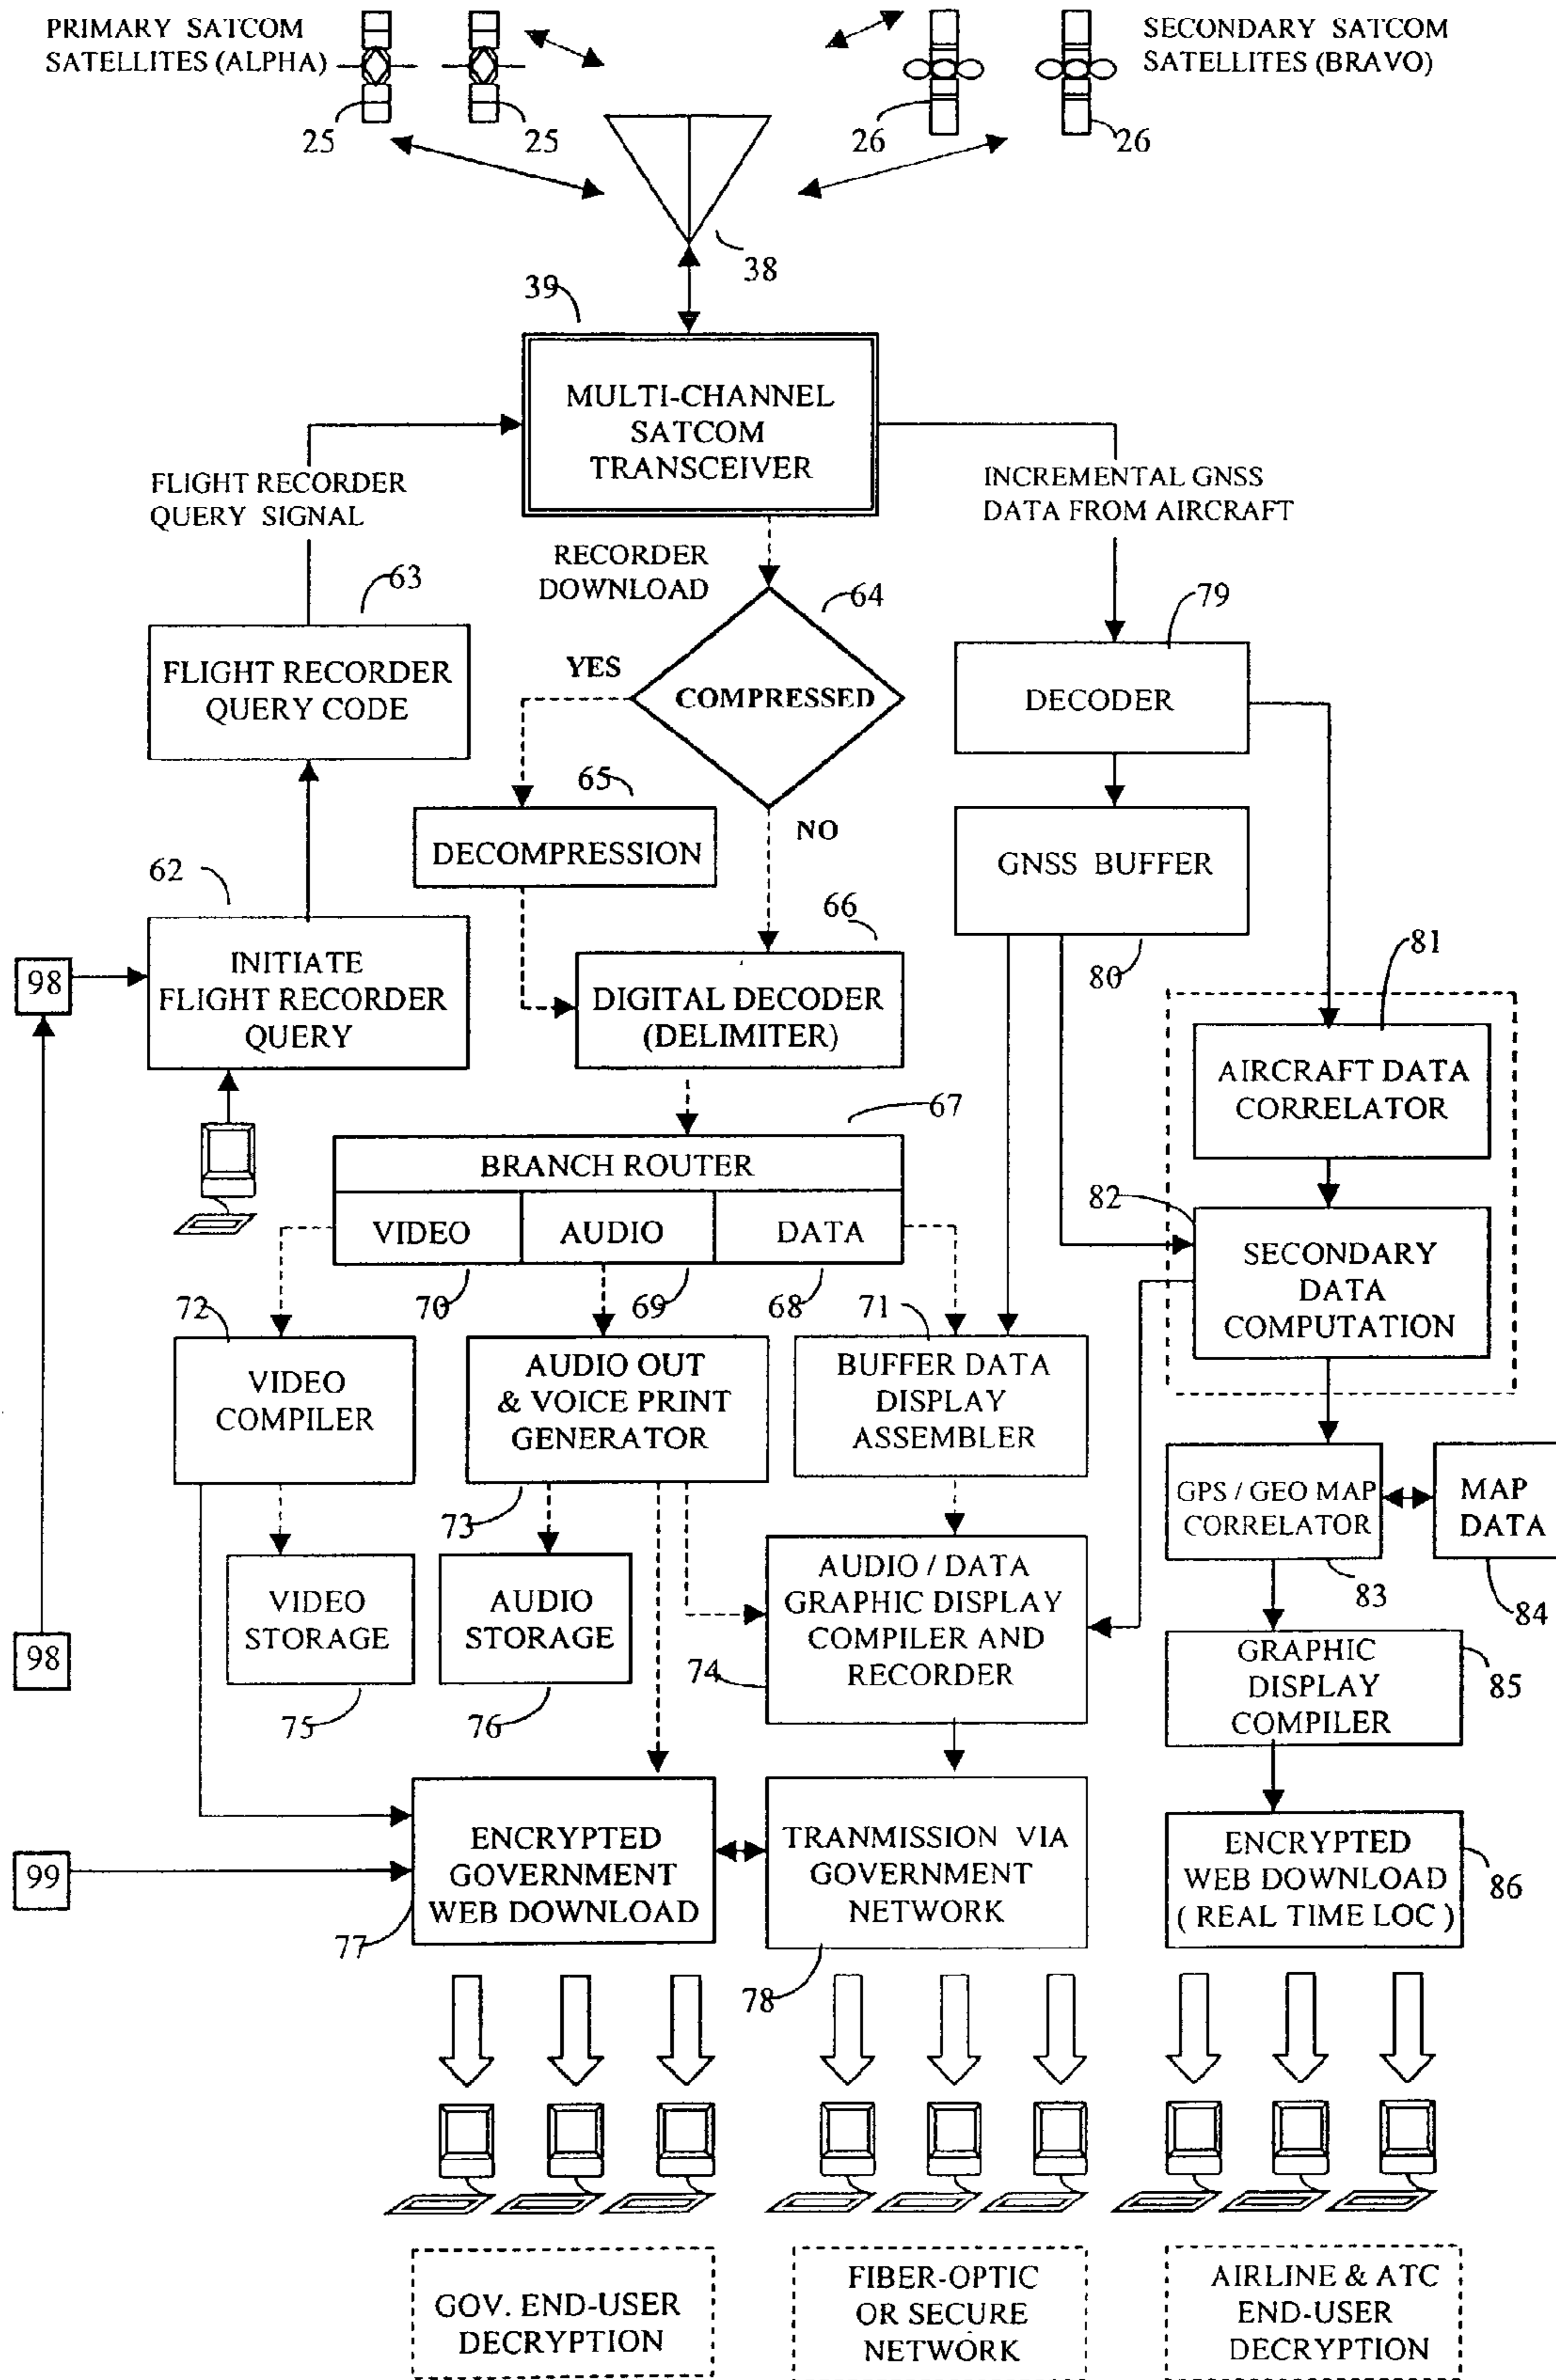 PRIMARY SATCOM
SATELLITES (ALPHA)
SECONDARY SATCOM
SATELLITES (BRAVO)
25
25
26
26
38
39
MULTI-CHANNEL
SATCOM
TRANSCEIVER
FLIGHT RECORDER
QUERY SIGNAL
INCREMENTAL GNSS
DATA FROM AIRCRAFT
RECORDER
DOWNLOAD
63
64
79
FLIGHT RECORDER
QUERY CODE
YES
COMPRESSED
DECODER
65
NO
DECOMPRESSION
GNSS BUFFER
62
66
80
81
98
INITIATE
FLIGHT RECORDER
QUERY
DIGITAL DECODER
(DELIMITER)
AIRCRAFT DATA
CORRELATOR
67
BRANCH ROUTER
VIDEO
AUDIO
DATA
82
SECONDARY
DATA
COMPUTATION
72
70
69
68
71
VIDEO
COMPILER
AUDIO OUT
& VOICE PRINT
GENERATOR
BUFFER DATA
DISPLAY
ASSEMBLER
GPS / GEO MAP
CORRELATOR
MAP
DATA
73
83
84
VIDEO
STORAGE
AUDIO
STORAGE
AUDIO / DATA
GRAPHIC DISPLAY
COMPILER AND
RECORDER
98
75
76
74
GRAPHIC
DISPLAY
COMPILER
85
99
ENCRYPTED
GOVERNMENT
WEB DOWNLOAD
TRANMISSION VIA
GOVERNMENT
NETWORK
ENCRYPTED
WEB DOWNLOAD
( REAL TIME LOC )
86
77
78
GOV. END-USER
DECRYPTION
FIBER-OPTIC
OR SECURE
NETWORK
AIRLINE & ATC
END-USER
DECRYPTION